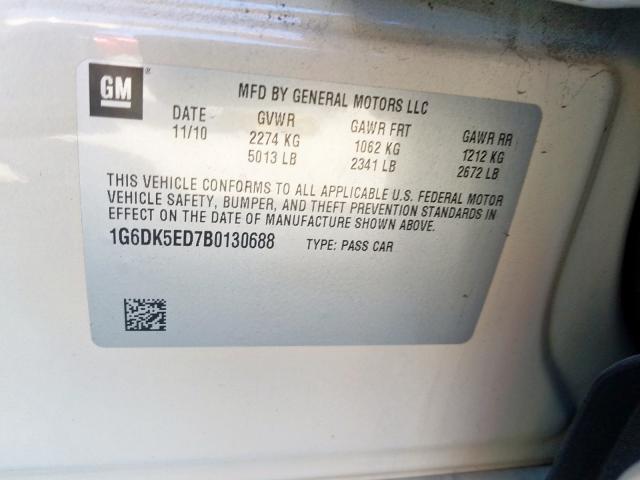 GM ®
MFD BY GENERAL MOTORS LLC
DATE GVWR GAWR FRT GAWR RR
11/10 2274 KG 1062 KG 1212 KG
5013 LB 2341 LB 2672 LB
THIS VEHICLE CONFORMS TO ALL APPLICABLE U.S. FEDERAL MOTOR
VEHICLE SAFETY, BUMPER, AND THEFT PREVENTION STANDARDS IN
EFFECT ON THE DATE OF MANUFACTURE SHOWN ABOVE.
1G6DK5ED7B0130688 TYPE: PASS CAR